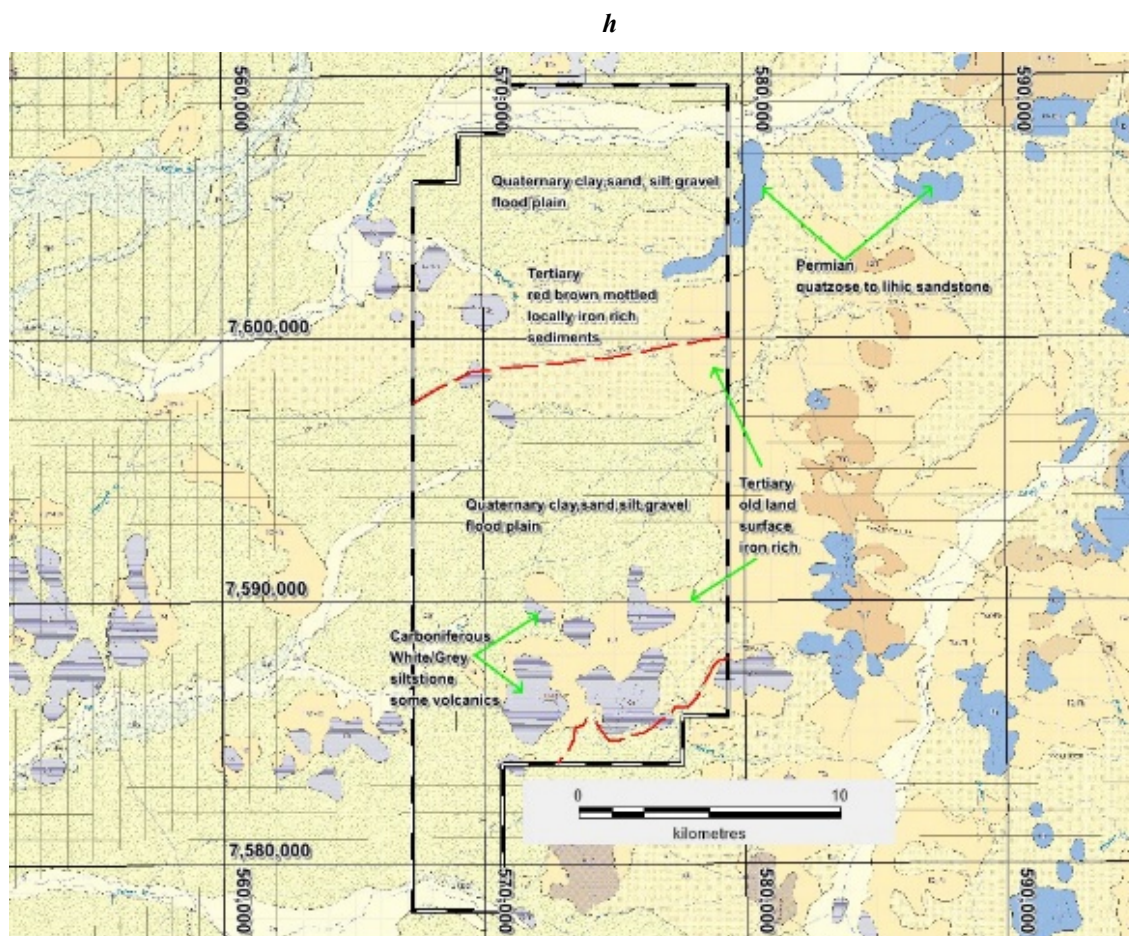 h
560,000
570,000
580,000
590,000
Quaternary clay,sand, silt gravel
flood plain
Permian
quatzose to lihic sandstone
Tertiary
red brown mottled
locally iron rich
sediments
7,600,000
Tertiary
old land
surface
iron rich
Quaternary clay,sand,silt,gravel
flood plain
7,590,000
Carboniferous
White/Grey
siltstione
some volcanics
0 10
kilometres
7,580,000
560,000
570,000
580,000
590,000